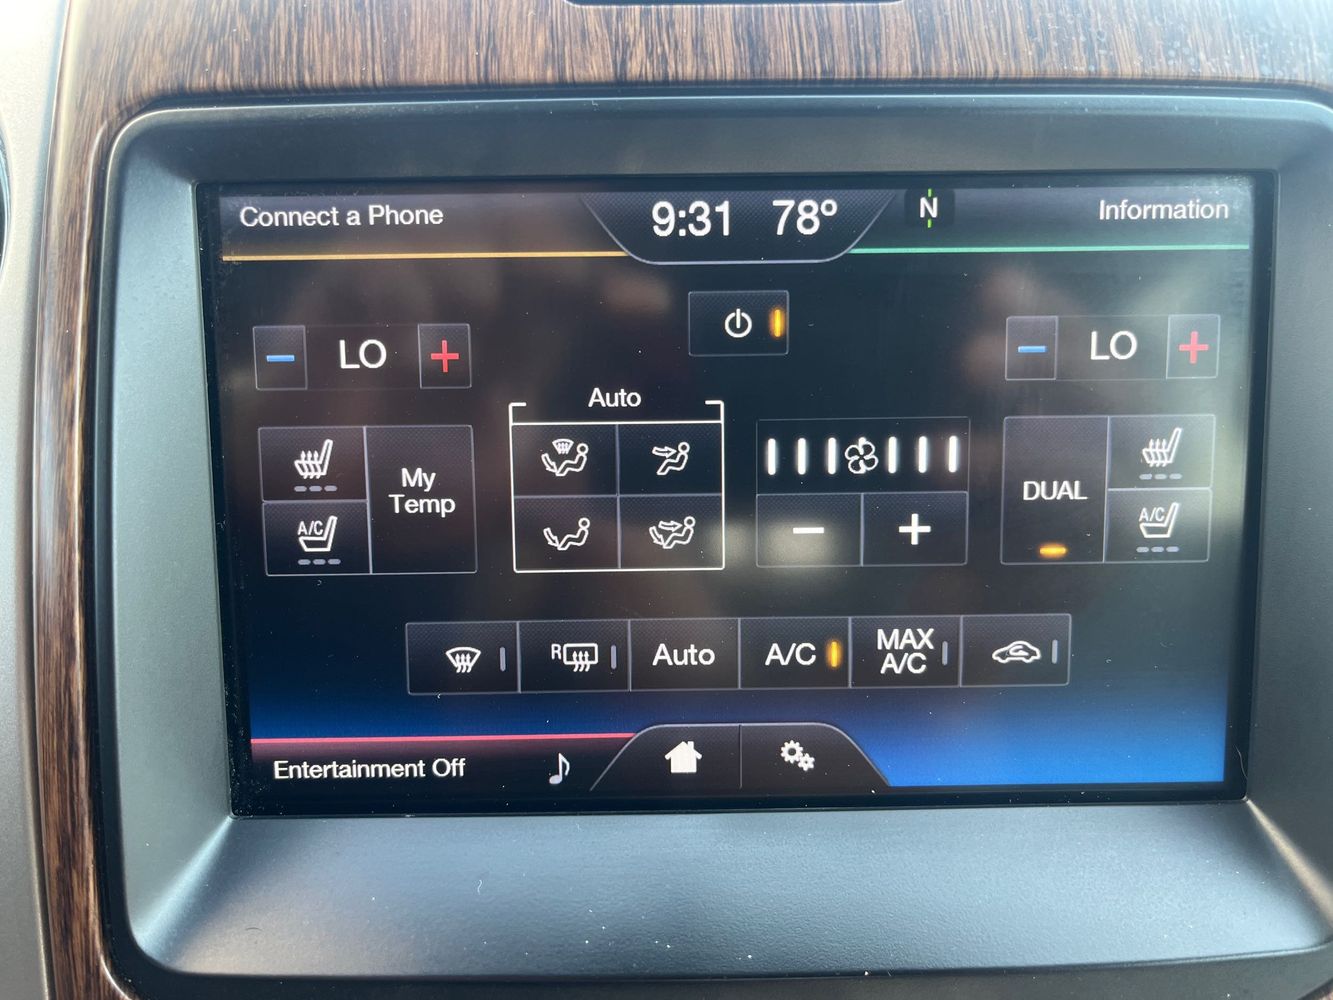 Connect a Phone
9:31 78°
N
Information
LO
LO
Auto
My
Temp
A/C
DUAL
A/C
R
Auto
A/C
MAX
A/C
Entertainment Off